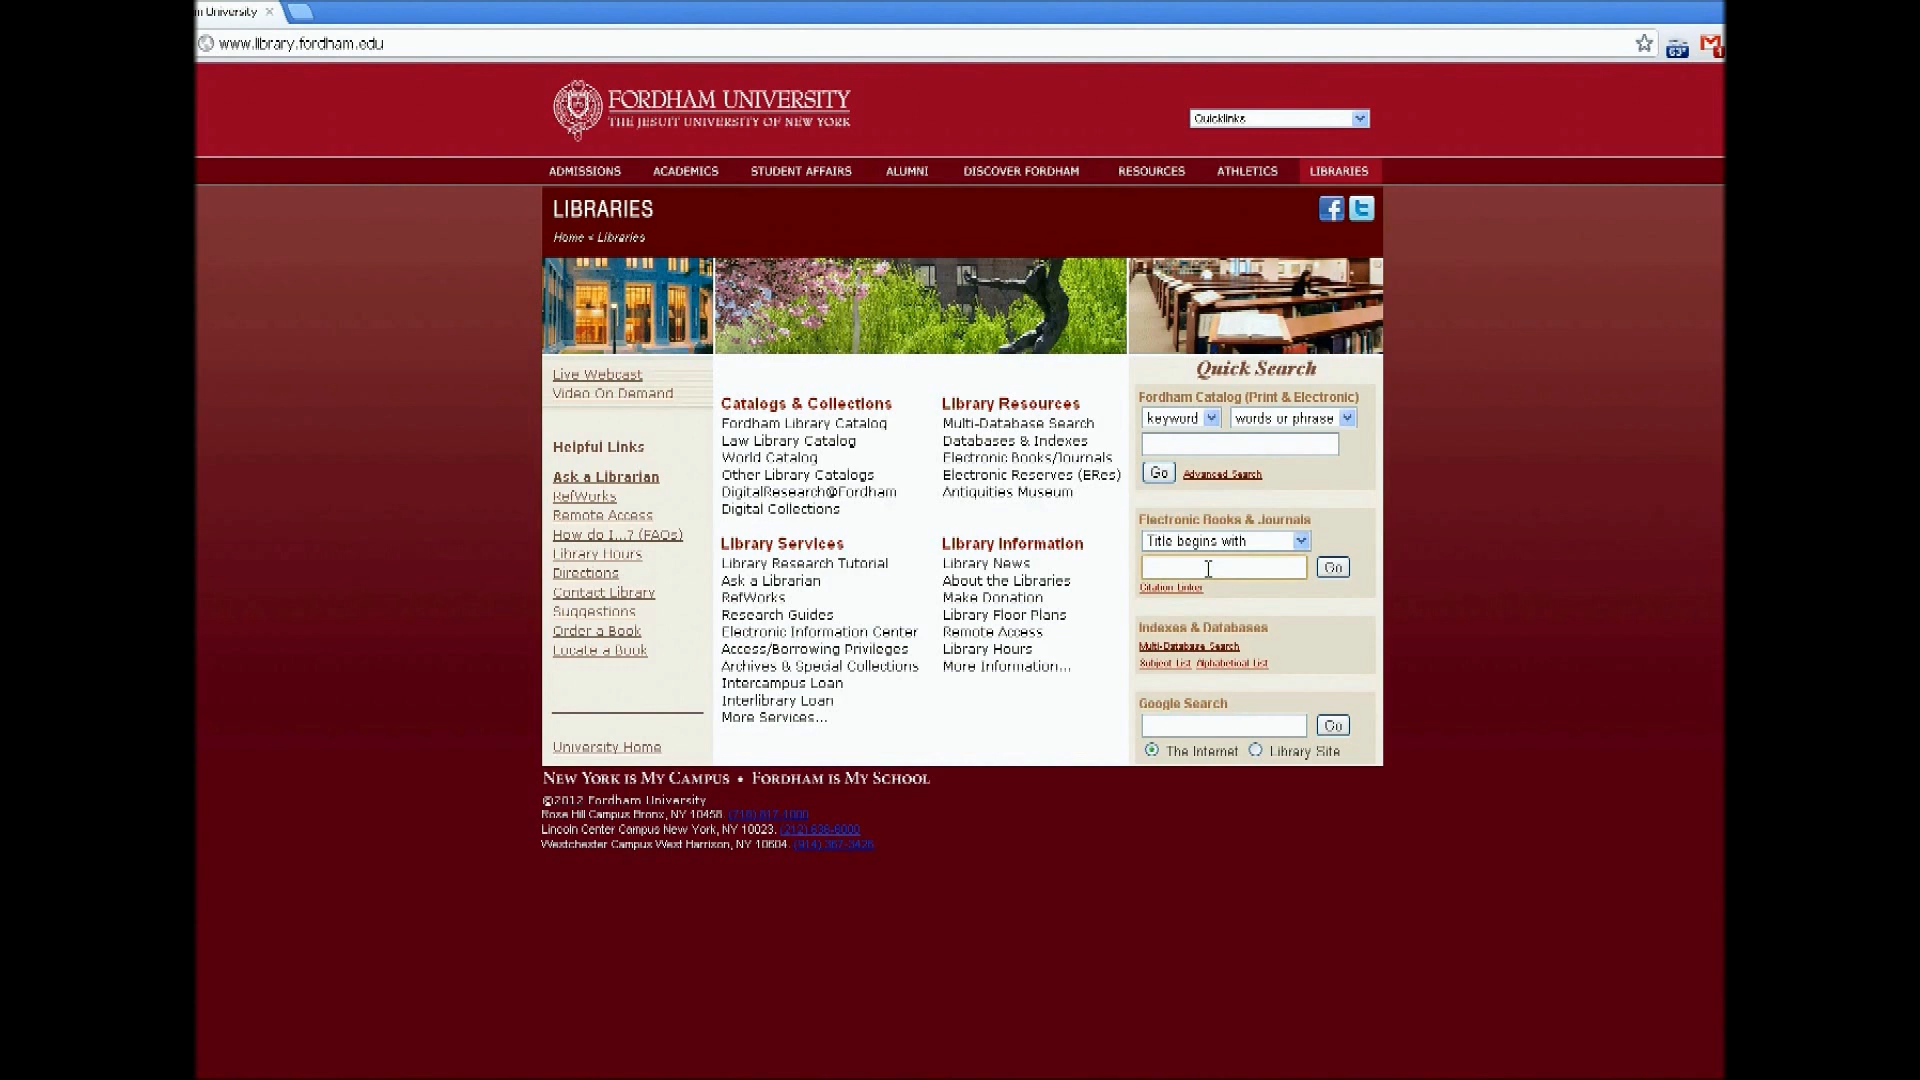 m University
www.library.fordham.edu
63°
FORDHAM UNIVERSITY
THE JESUIT UNIVERSITY OF NEW YORK
Quicklinks
ADMISSIONS ACADEMICS STUDENT AFFAIRS ALUMNI DISCOVER FORDHAM RESOURCES ATHLETICS LIBRARIES
LIBRARIES
Home « Libraries
Live Webcast
Video On Demand
Helpful Links
Ask a Librarian
RefWorks
Remote Access
How do I...? (FAQs)
Library Hours
Directions
Contact Library
Suggestions
Order a Book
Locate a Book
University Home
Catalogs & Collections
Fordham Library Catalog
Law Library Catalog
World Catalog
Other Library Catalogs
DigitalResearch@Fordham
Digital Collections
Library Services
Library Research Tutorial
Ask a Librarian
RefWorks
Research Guides
Electronic Information Center
Access/Borrowing Privileges
Archives & Special Collections
Intercampus Loan
Interlibrary Loan
More Services...
Library Resources
Multi-Database Search
Databases & Indexes
Electronic Books/Journals
Electronic Reserves (ERes)
Antiquities Museum
Library Information
Library News
About the Libraries
Make Donation
Library Floor Plans
Remote Access
Library Hours
More Information...
Quick Search
Fordham Catalog (Print & Electronic)
keyword words or phrase
Go Advanced Search
Electronic Books & Journals
Title begins with
Go
Citation Linker
Indexes & Databases
Multi-Database Search
Subject List Alphabetical List
Google Search
Go
The Internet Library Site
NEW YORK IS MY CAMPUS • FORDHAM IS MY SCHOOL
©2012 Fordham University
Rose Hill Campus Bronx, NY 10458.
Lincoln Center Campus New York, NY 10023.
Westchester Campus West Harrison, NY 10604.